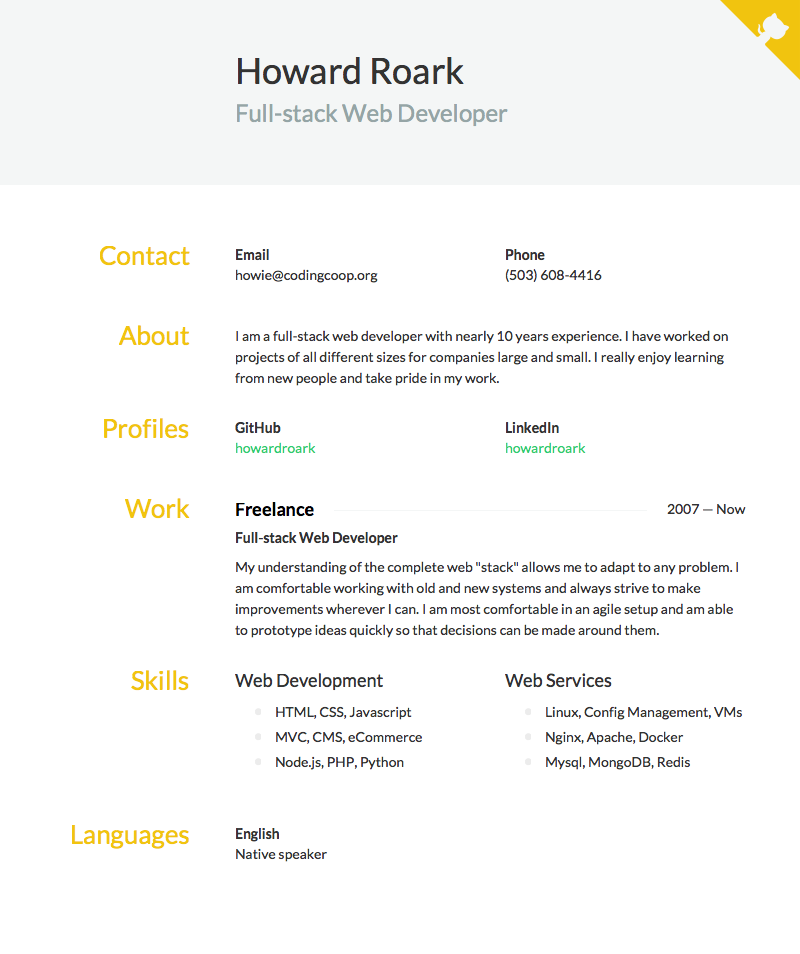 Howard Roark
Full-stack Web Developer
Contact
Email
howie@codingcoop.org
Phone
(503) 608-4416
About
I am a full-stack web developer with nearly 10 years experience. I have worked on
projects of all different sizes for companies large and small. I really enjoy learning
from new people and take pride in my work.
Profiles
GitHub
howardroark
LinkedIn
howardroark
Work
Freelance
2007 — Now
Full-stack Web Developer
My understanding of the complete web "stack" allows me to adapt to any problem. I
am comfortable working with old and new systems and always strive to make
improvements wherever I can. I am most comfortable in an agile setup and am able
to prototype ideas quickly so that decisions can be made around them.
Skills
Web Development
HTML, CSS, Javascript
MVC, CMS, eCommerce
Node.js, PHP, Python
Web Services
Linux, Config Management, VMs
Nginx, Apache, Docker
Mysql, MongoDB, Redis
Languages
English
Native speaker